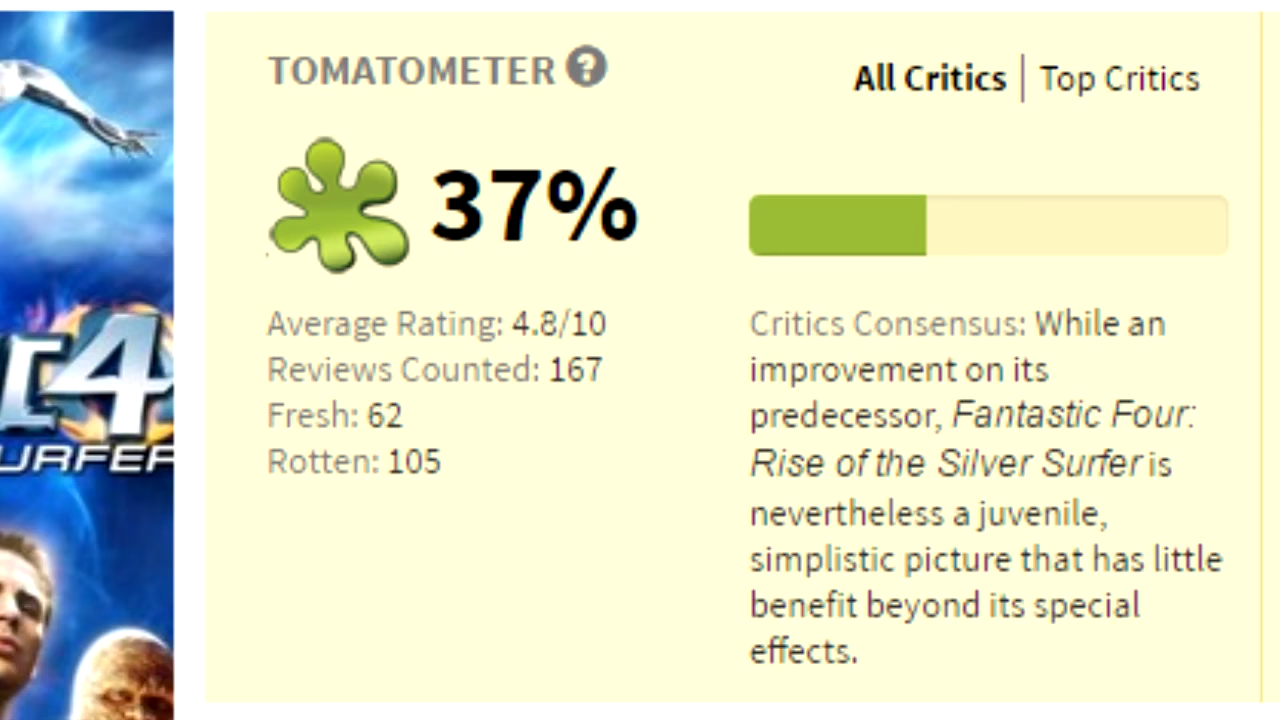 TOMATOMETER ?
All Critics | Top Critics
37%
Average Rating: 4.8/10
Reviews Counted: 167
Fresh: 62
Rotten: 105
Critics Consensus: While an
improvement on its
predecessor, Fantastic Four:
Rise of the Silver Surfer is
nevertheless a juvenile,
simplistic picture that has little
benefit beyond its special
effects.
4
URFER